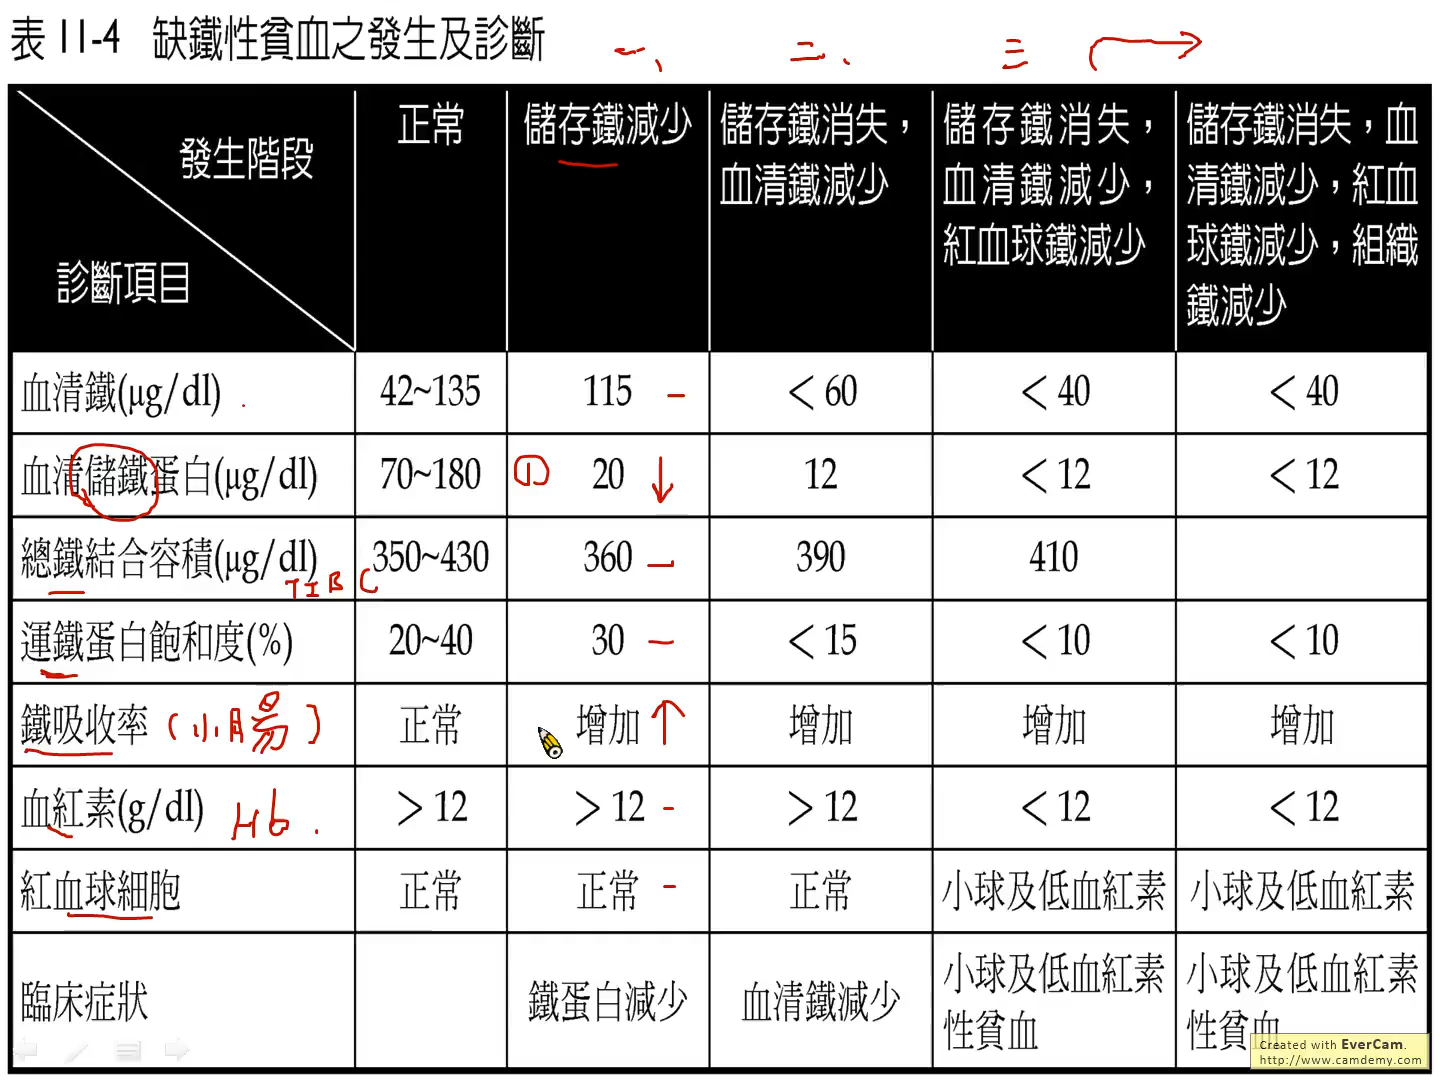 表 11-4 缺鐵性貧血之發生及診斷
一、 二、 三
發生階段
診斷項目
正常
儲存鐵減少
儲存鐵消失，
血清鐵減少
儲存鐵消失，
血清鐵減少，
紅血球鐵減少
儲存鐵消失，血
清鐵減少，紅血
球鐵減少，組織
鐵減少
血清鐵(μg/dl) 42~135 115 － ＜60 ＜40 ＜40
血清儲鐵蛋白(μg/dl) 70~180 ① 20 ↓ 12 ＜12 ＜12
總鐵結合容積(μg/dl) 350~430 360 － 390 410
TIBC
運鐵蛋白飽和度(%) 20~40 30 － ＜15 ＜10 ＜10
鐵吸收率 (小腸) 正常 增加 ↑ 增加 增加 增加
血紅素(g/dl) Hb. ＞12 ＞12 － ＞12 ＜12 ＜12
紅血球細胞 正常 正常 － 正常 小球及低血紅素 小球及低血紅素
臨床症狀 鐵蛋白減少 血清鐵減少
小球及低血紅素
性貧血
小球及低血紅素
性貧血
Created with EverCam.
http://www.camdemy.com